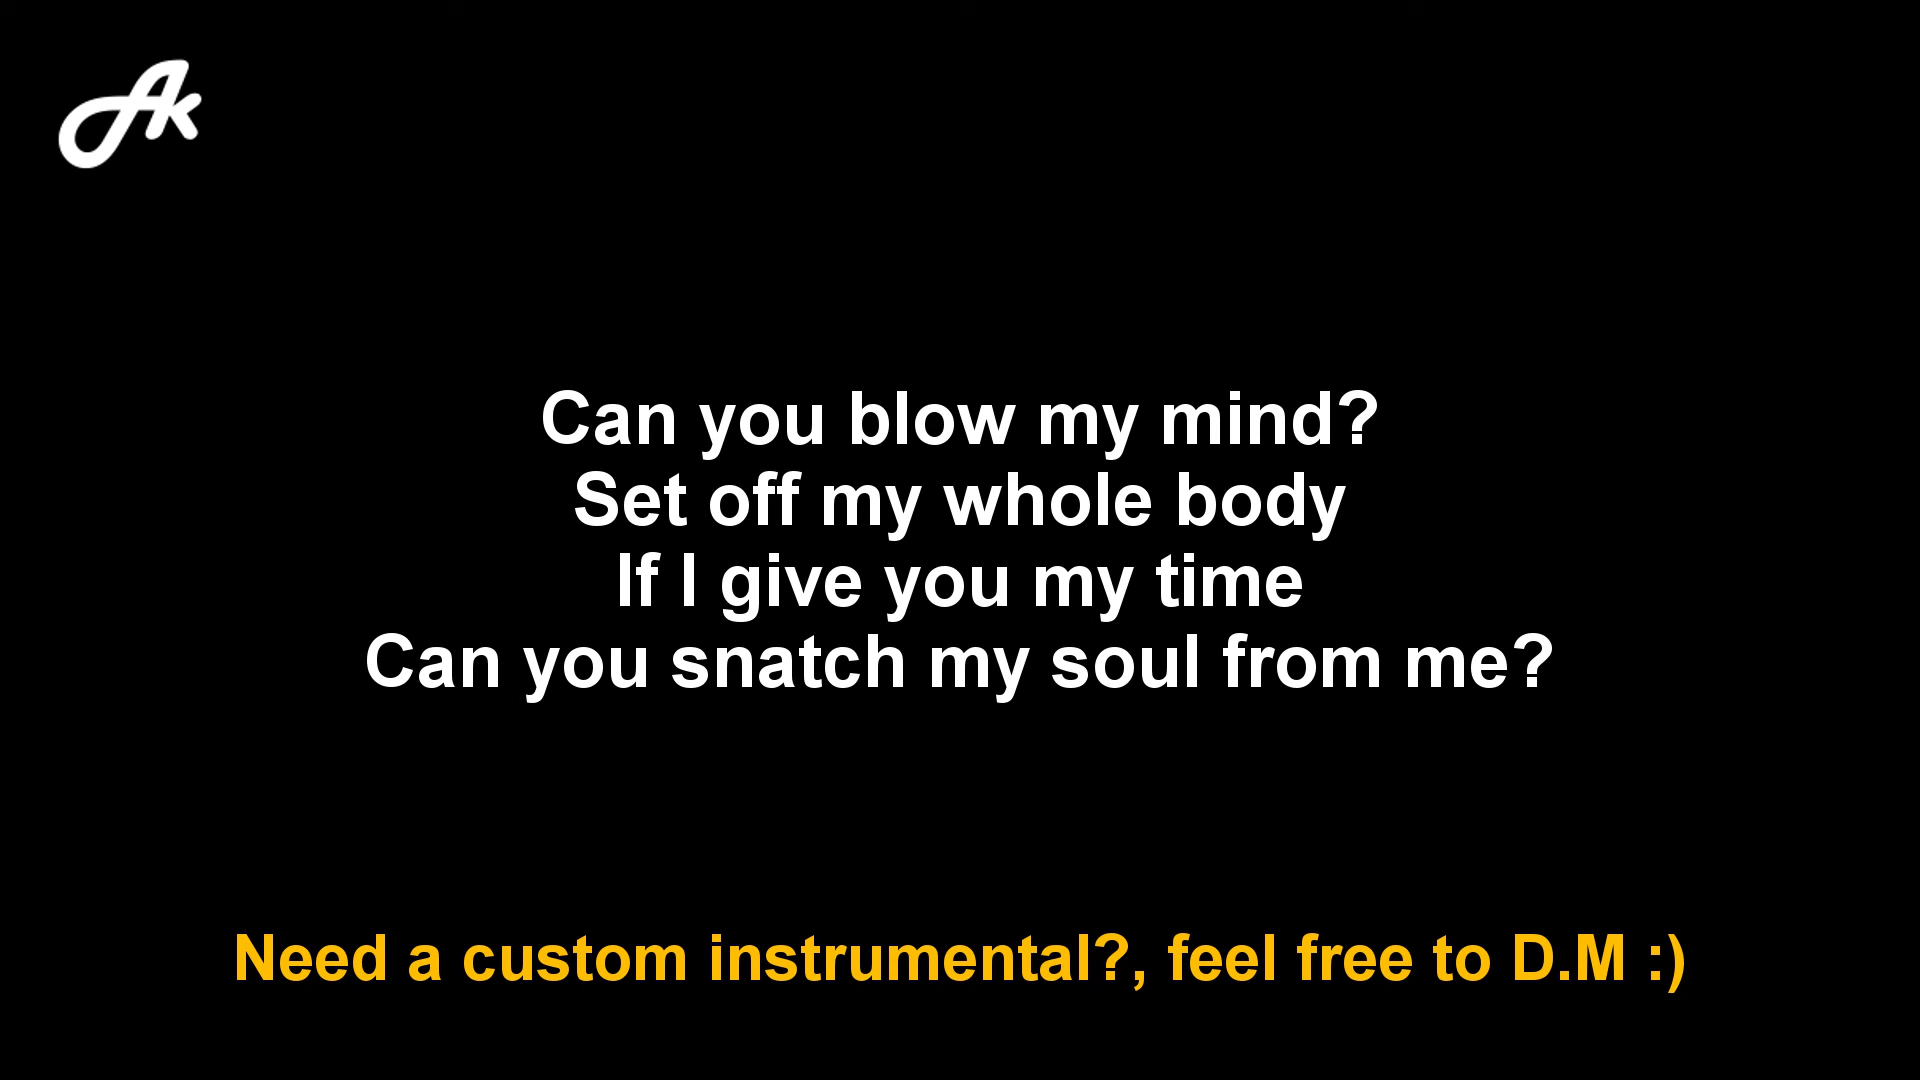 Ak
Can you blow my mind?
Set off my whole body
If I give you my time
Can you snatch my soul from me?
Need a custom instrumental?, feel free to D.M :)